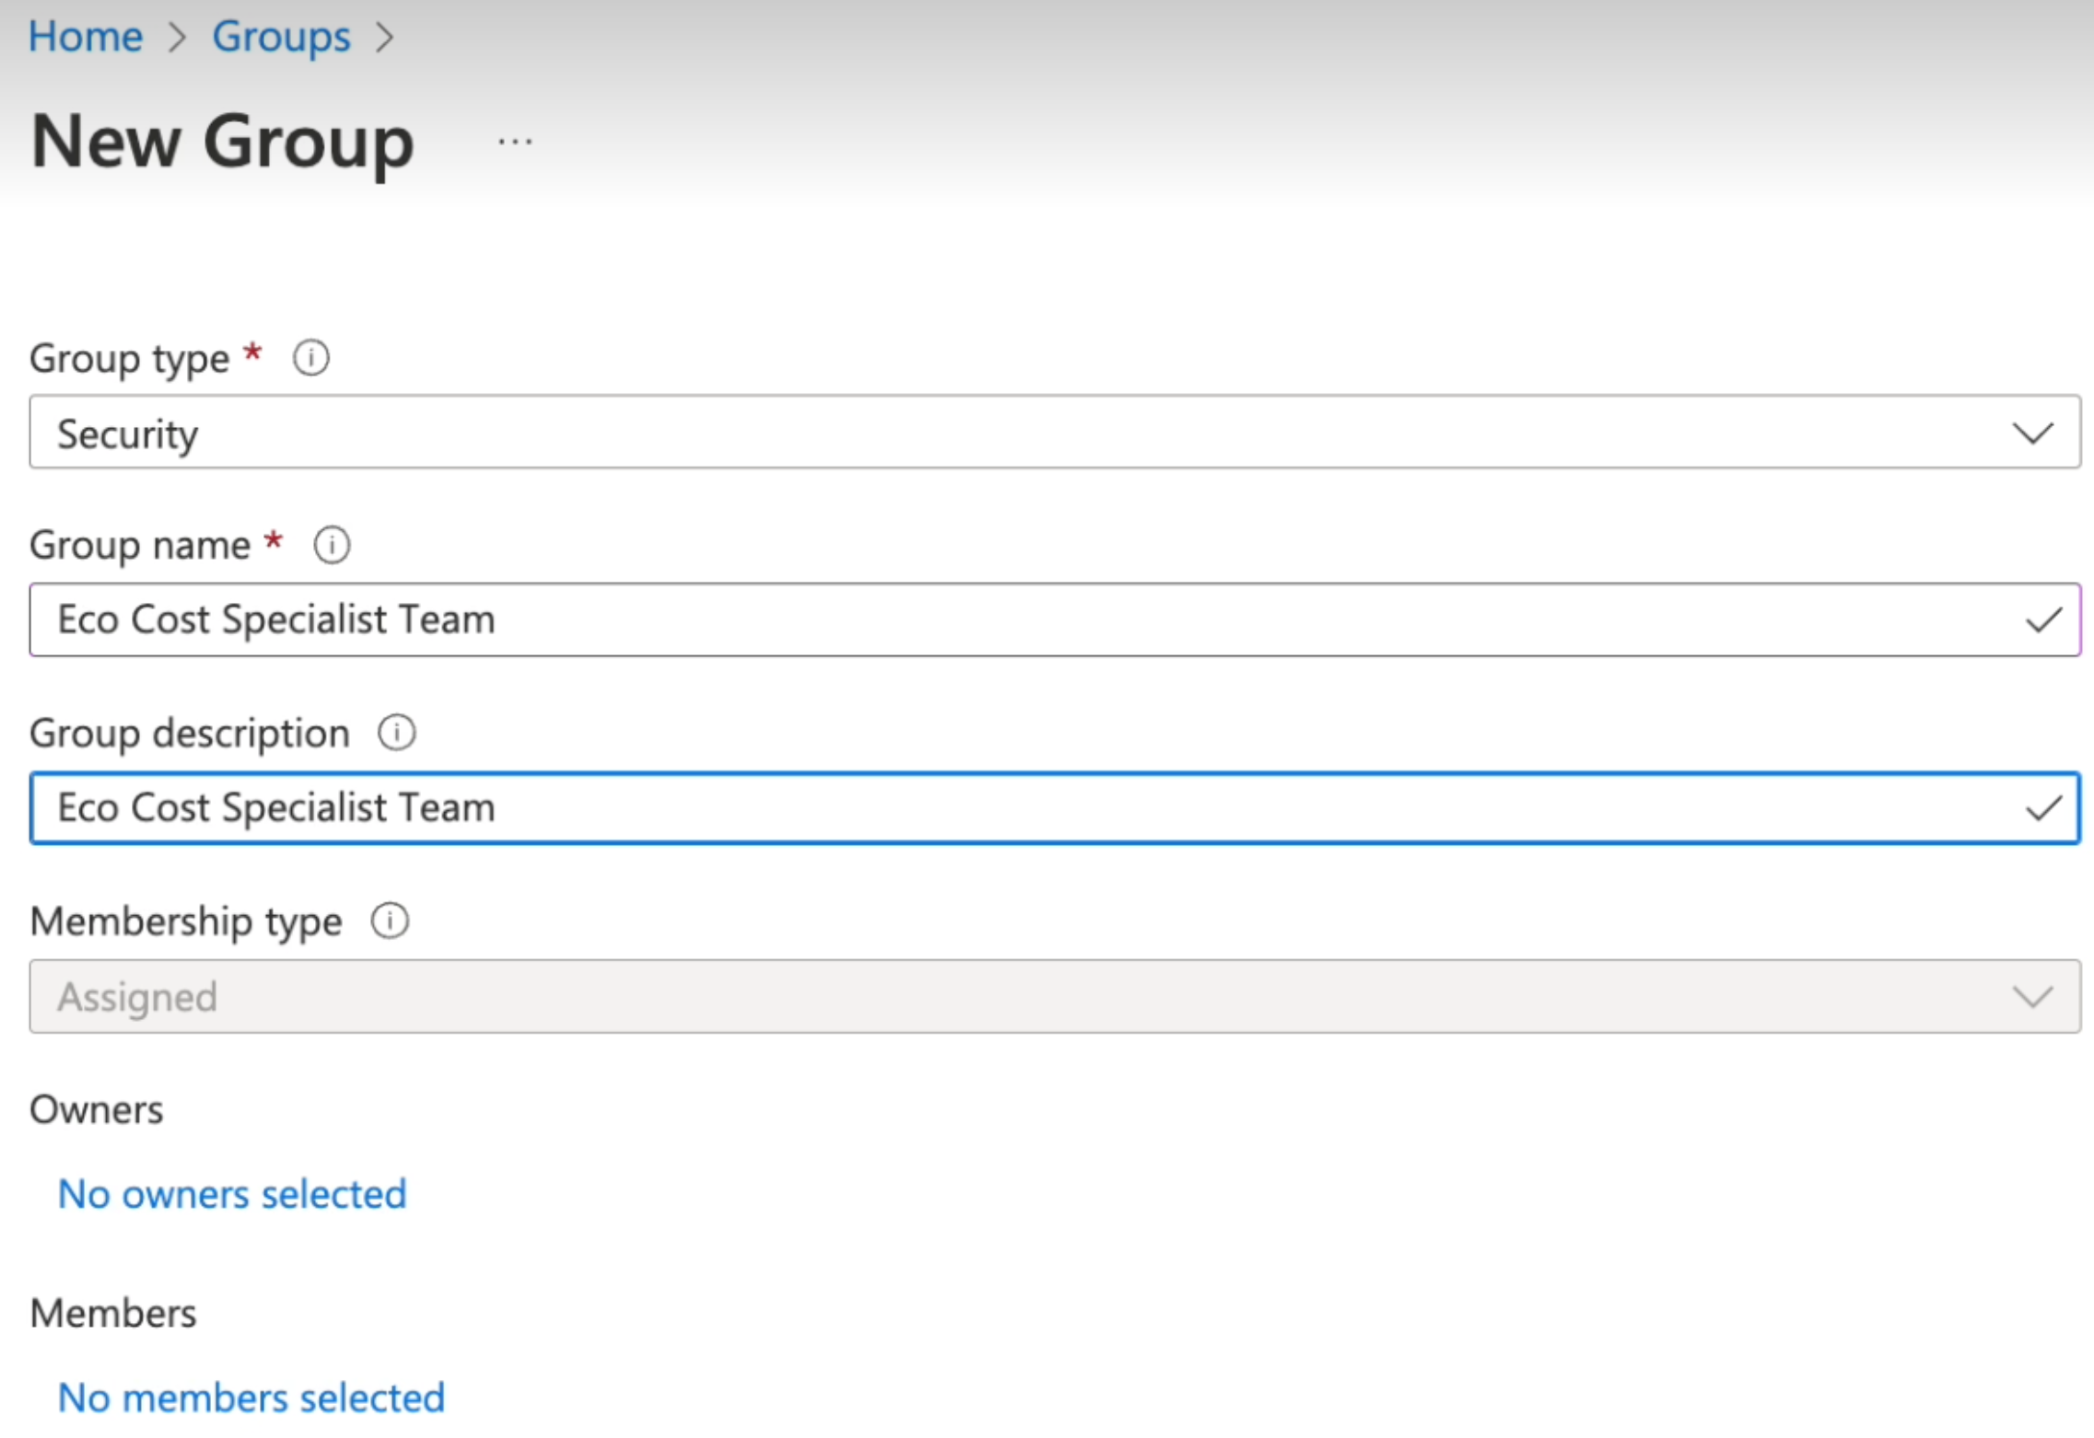 Home > Groups >
New Group ...
Group type *
Security
Group name *
Eco Cost Specialist Team
Group description
Eco Cost Specialist Team
Membership type
Assigned
Owners
No owners selected
Members
No members selected